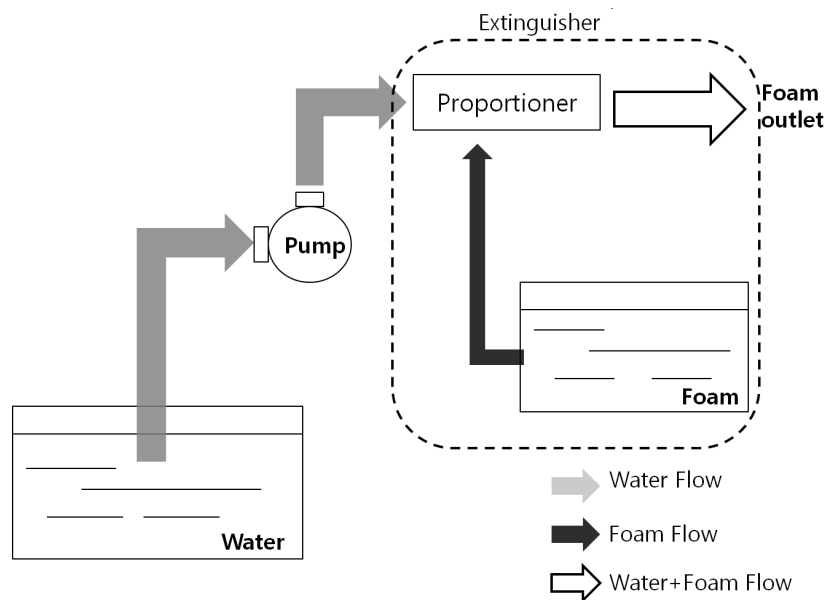 Extinguisher
Proportioner
Foam
outlet
Pump
Foam
Water
Water Flow
Foam Flow
Water+Foam Flow